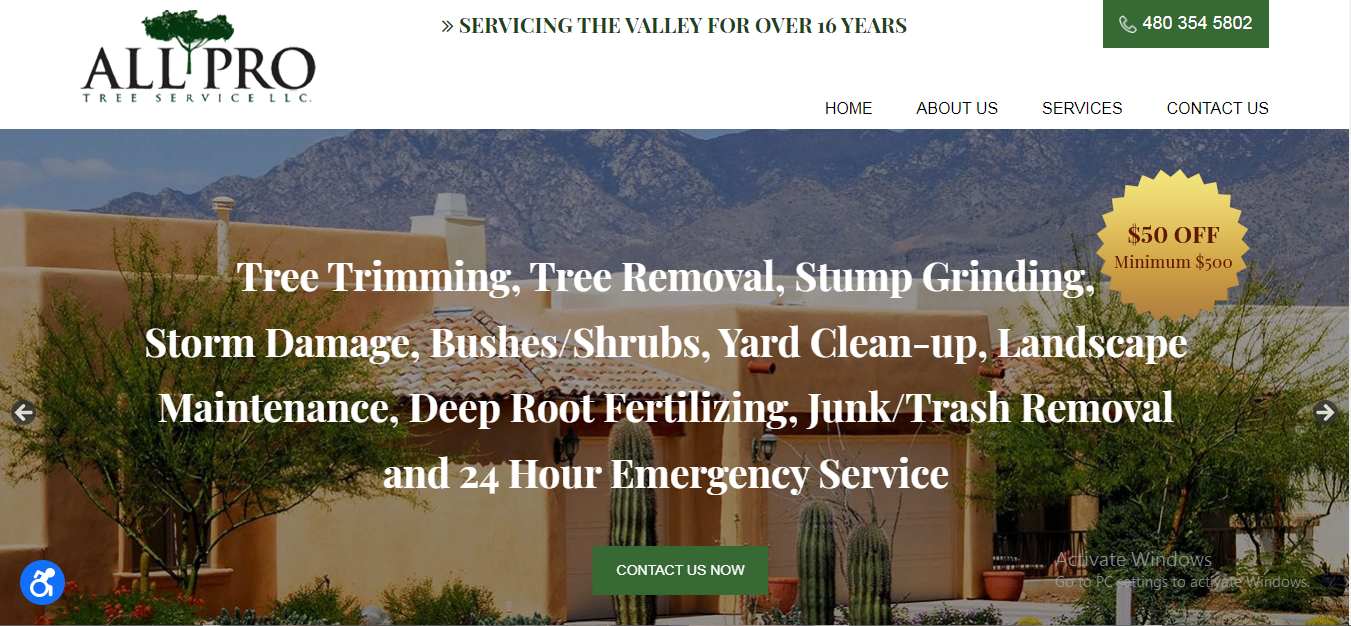 » SERVICING THE VALLEY FOR OVER 16 YEARS
480 354 5802
ALL PRO
TREE SERVICE LLC.
HOME ABOUT US SERVICES CONTACT US
$50 OFF
Minimum $500
Tree Trimming, Tree Removal, Stump Grinding,
Storm Damage, Bushes/Shrubs, Yard Clean-up, Landscape
Maintenance, Deep Root Fertilizing, Junk/Trash Removal
and 24 Hour Emergency Service
CONTACT US NOW
Activate Windows
Go to PC settings to activate Windows.